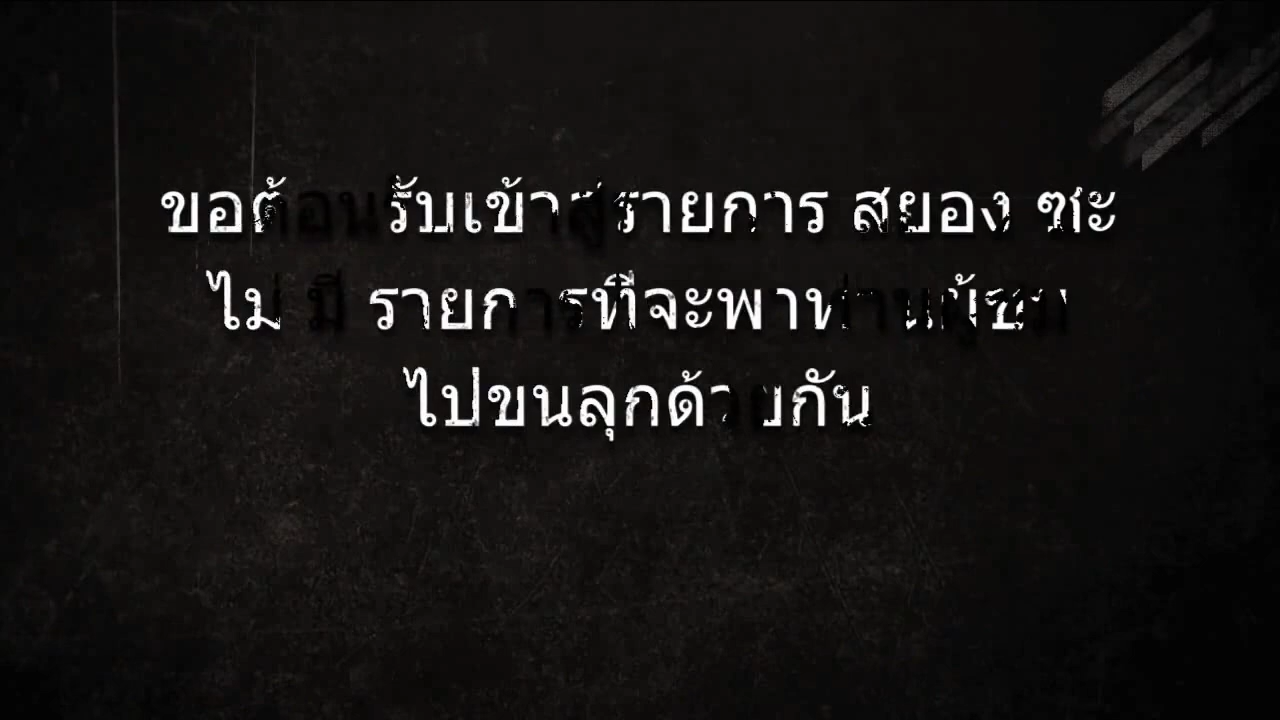 ขอต้อนรับเข้าสู่รายการ สยอง ซะ
ไม่ มี รายการที่จะพาท่านผู้ชม
ไปขนลุกด้วยกัน